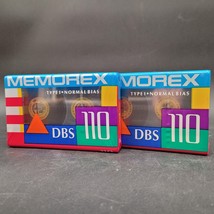 MEMOREX
TYPE I • NORMAL BIAS
DBS 110
MOREX
TYPE I • NORMAL BIAS
DBS 110